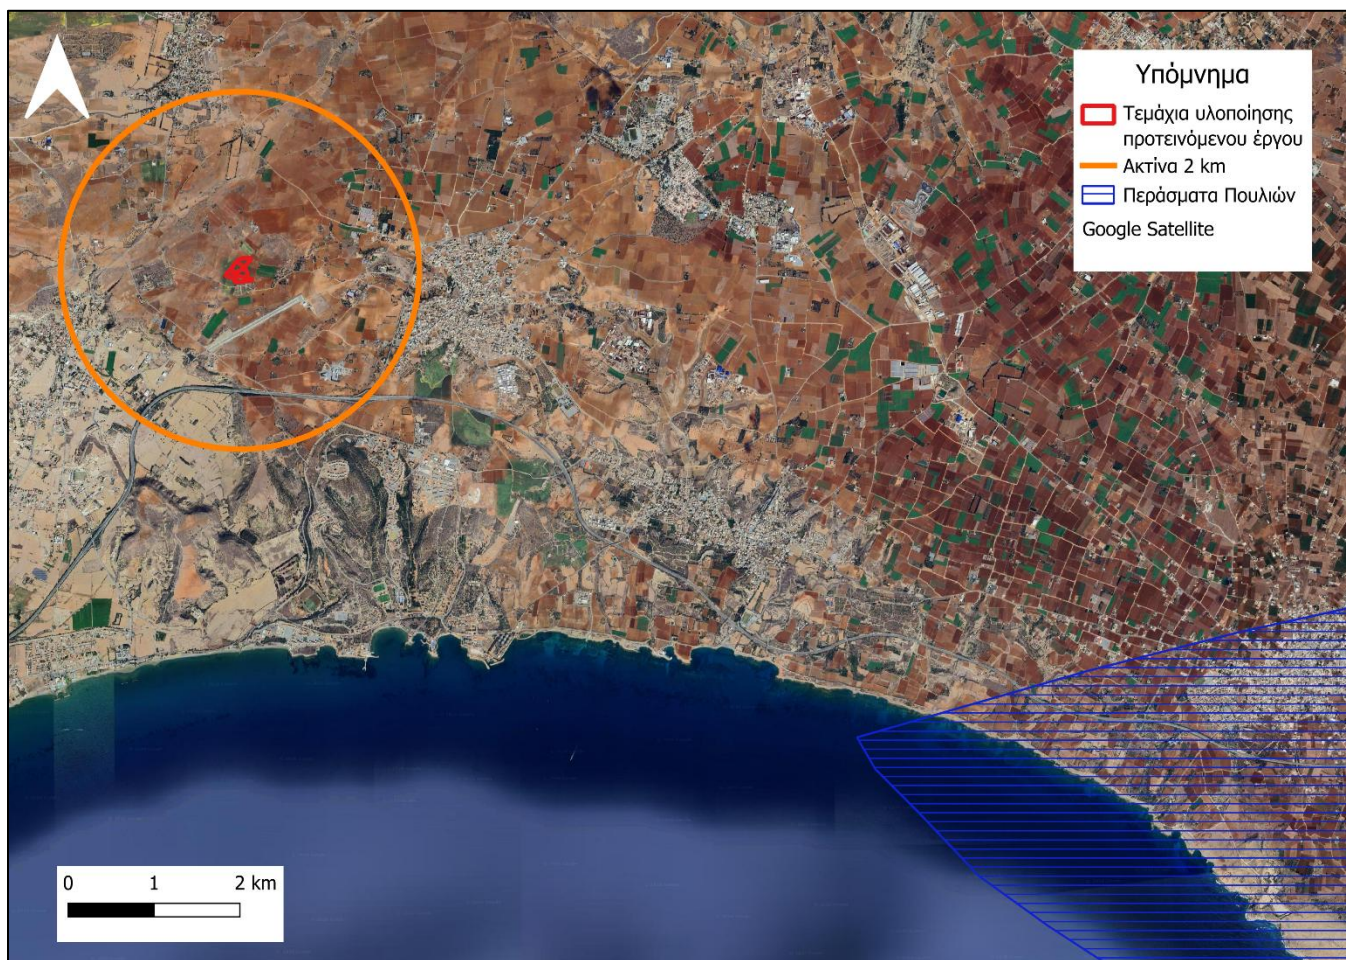 Υπόμνημα
Τεμάχια υλοποίησης
προτεινόμενου έργου
Ακτίνα 2 km
Περάσματα Πουλιών
Google Satellite
0 1 2 km